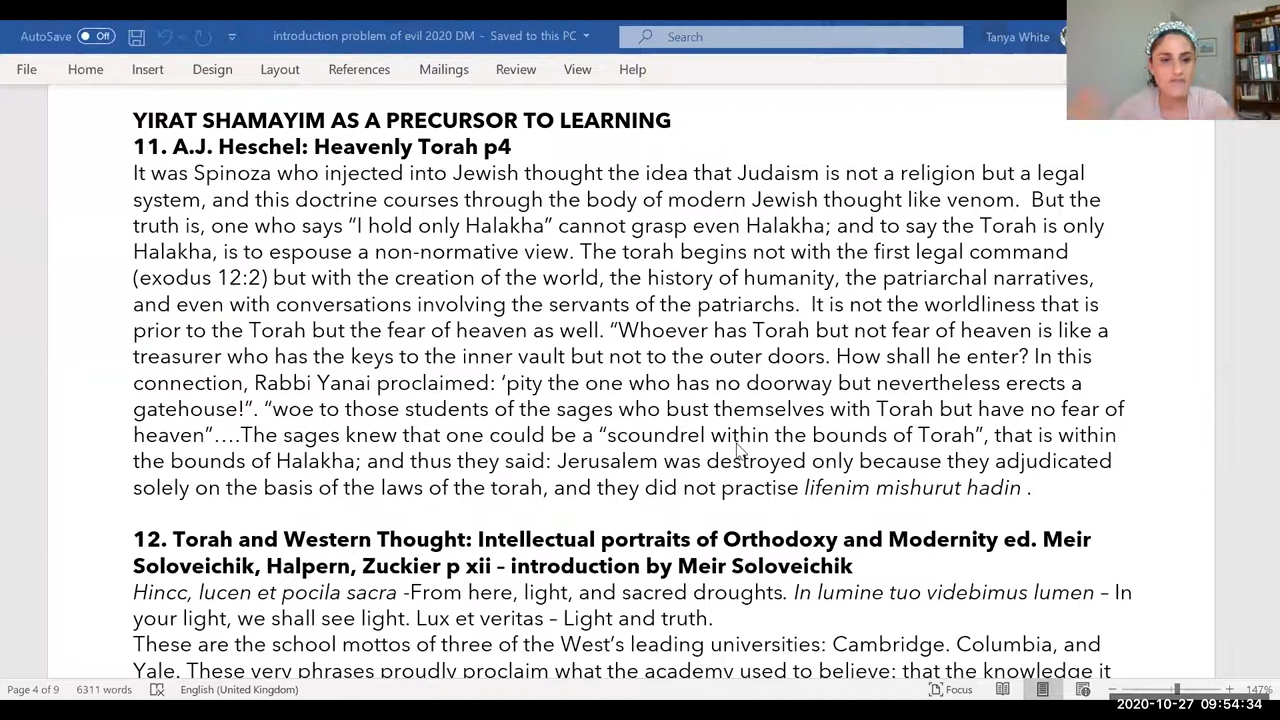 AutoSave Off introduction problem of evil 2020 DM - Saved to this PC Search Tanya White
File Home Insert Design Layout References Mailings Review View Help
YIRAT SHAMAYIM AS A PRECURSOR TO LEARNING
11. A.J. Heschel: Heavenly Torah p4
It was Spinoza who injected into Jewish thought the idea that Judaism is not a religion but a legal
system, and this doctrine courses through the body of modern Jewish thought like venom. But the
truth is, one who says “I hold only Halakha” cannot grasp even Halakha; and to say the Torah is only
Halakha, is to espouse a non-normative view. The torah begins not with the first legal command
(exodus 12:2) but with the creation of the world, the history of humanity, the patriarchal narratives,
and even with conversations involving the servants of the patriarchs. It is not the worldliness that is
prior to the Torah but the fear of heaven as well. “Whoever has Torah but not fear of heaven is like a
treasurer who has the keys to the inner vault but not to the outer doors. How shall he enter? In this
connection, Rabbi Yanai proclaimed: ‘pity the one who has no doorway but nevertheless erects a
gatehouse!”. “woe to those students of the sages who bust themselves with Torah but have no fear of
heaven”….The sages knew that one could be a “scoundrel within the bounds of Torah”, that is within
the bounds of Halakha; and thus they said: Jerusalem was destroyed only because they adjudicated
solely on the basis of the laws of the torah, and they did not practise lifenim mishurut hadin .
12. Torah and Western Thought: Intellectual portraits of Orthodoxy and Modernity ed. Meir
Soloveichik, Halpern, Zuckier p xii – introduction by Meir Soloveichik
Hincc, lucen et pocila sacra -From here, light, and sacred droughts. In lumine tuo videbimus lumen – In
your light, we shall see light. Lux et veritas – Light and truth.
These are the school mottos of three of the West’s leading universities: Cambridge. Columbia, and
Yale. These very phrases proudly proclaim what the academy used to believe: that the knowledge it
Page 4 of 9 6311 words English (United Kingdom) Focus 147%
2020-10-27 09:54:34